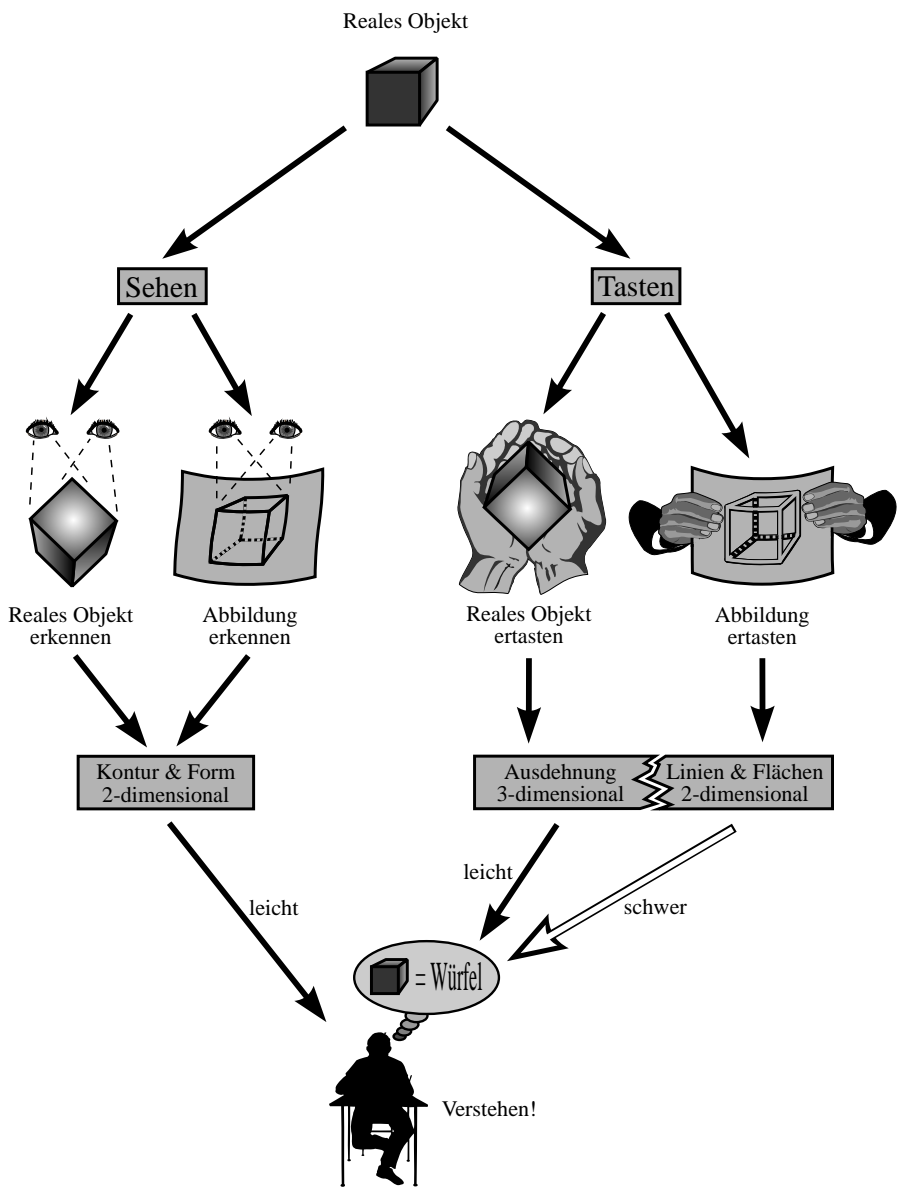 Reales Objekt
Sehen
Tasten
Reales Objekt
erkennen
Abbildung
erkennen
Reales Objekt
ertasten
Abbildung
ertasten
Kontur & Form
2-dimensional
Ausdehnung
3-dimensional
Linien & Flächen
2-dimensional
leicht
leicht
schwer
= Würfel
Verstehen!